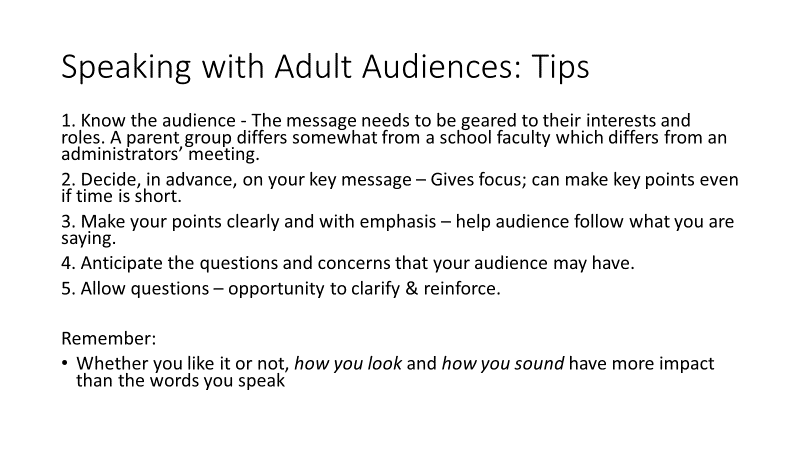 Speaking with Adult Audiences: Tips
1. Know the audience - The message needs to be geared to their interests and
roles. A parent group differs somewhat from a school faculty which differs from an
administrators’ meeting.
2. Decide, in advance, on your key message – Gives focus; can make key points even
if time is short.
3. Make your points clearly and with emphasis – help audience follow what you are
saying.
4. Anticipate the questions and concerns that your audience may have.
5. Allow questions – opportunity to clarify & reinforce.
Remember:
• Whether you like it or not, how you look and how you sound have more impact
than the words you speak